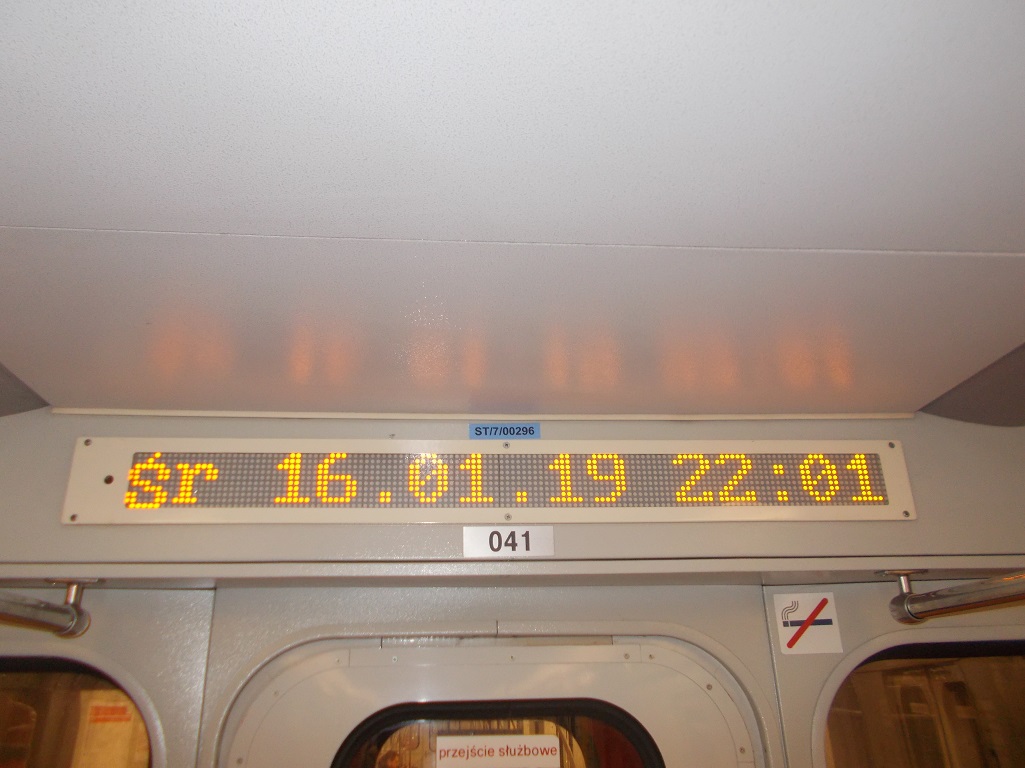 ST/7/00296
śr 16.01.19 22:01
041
przejście służbowe